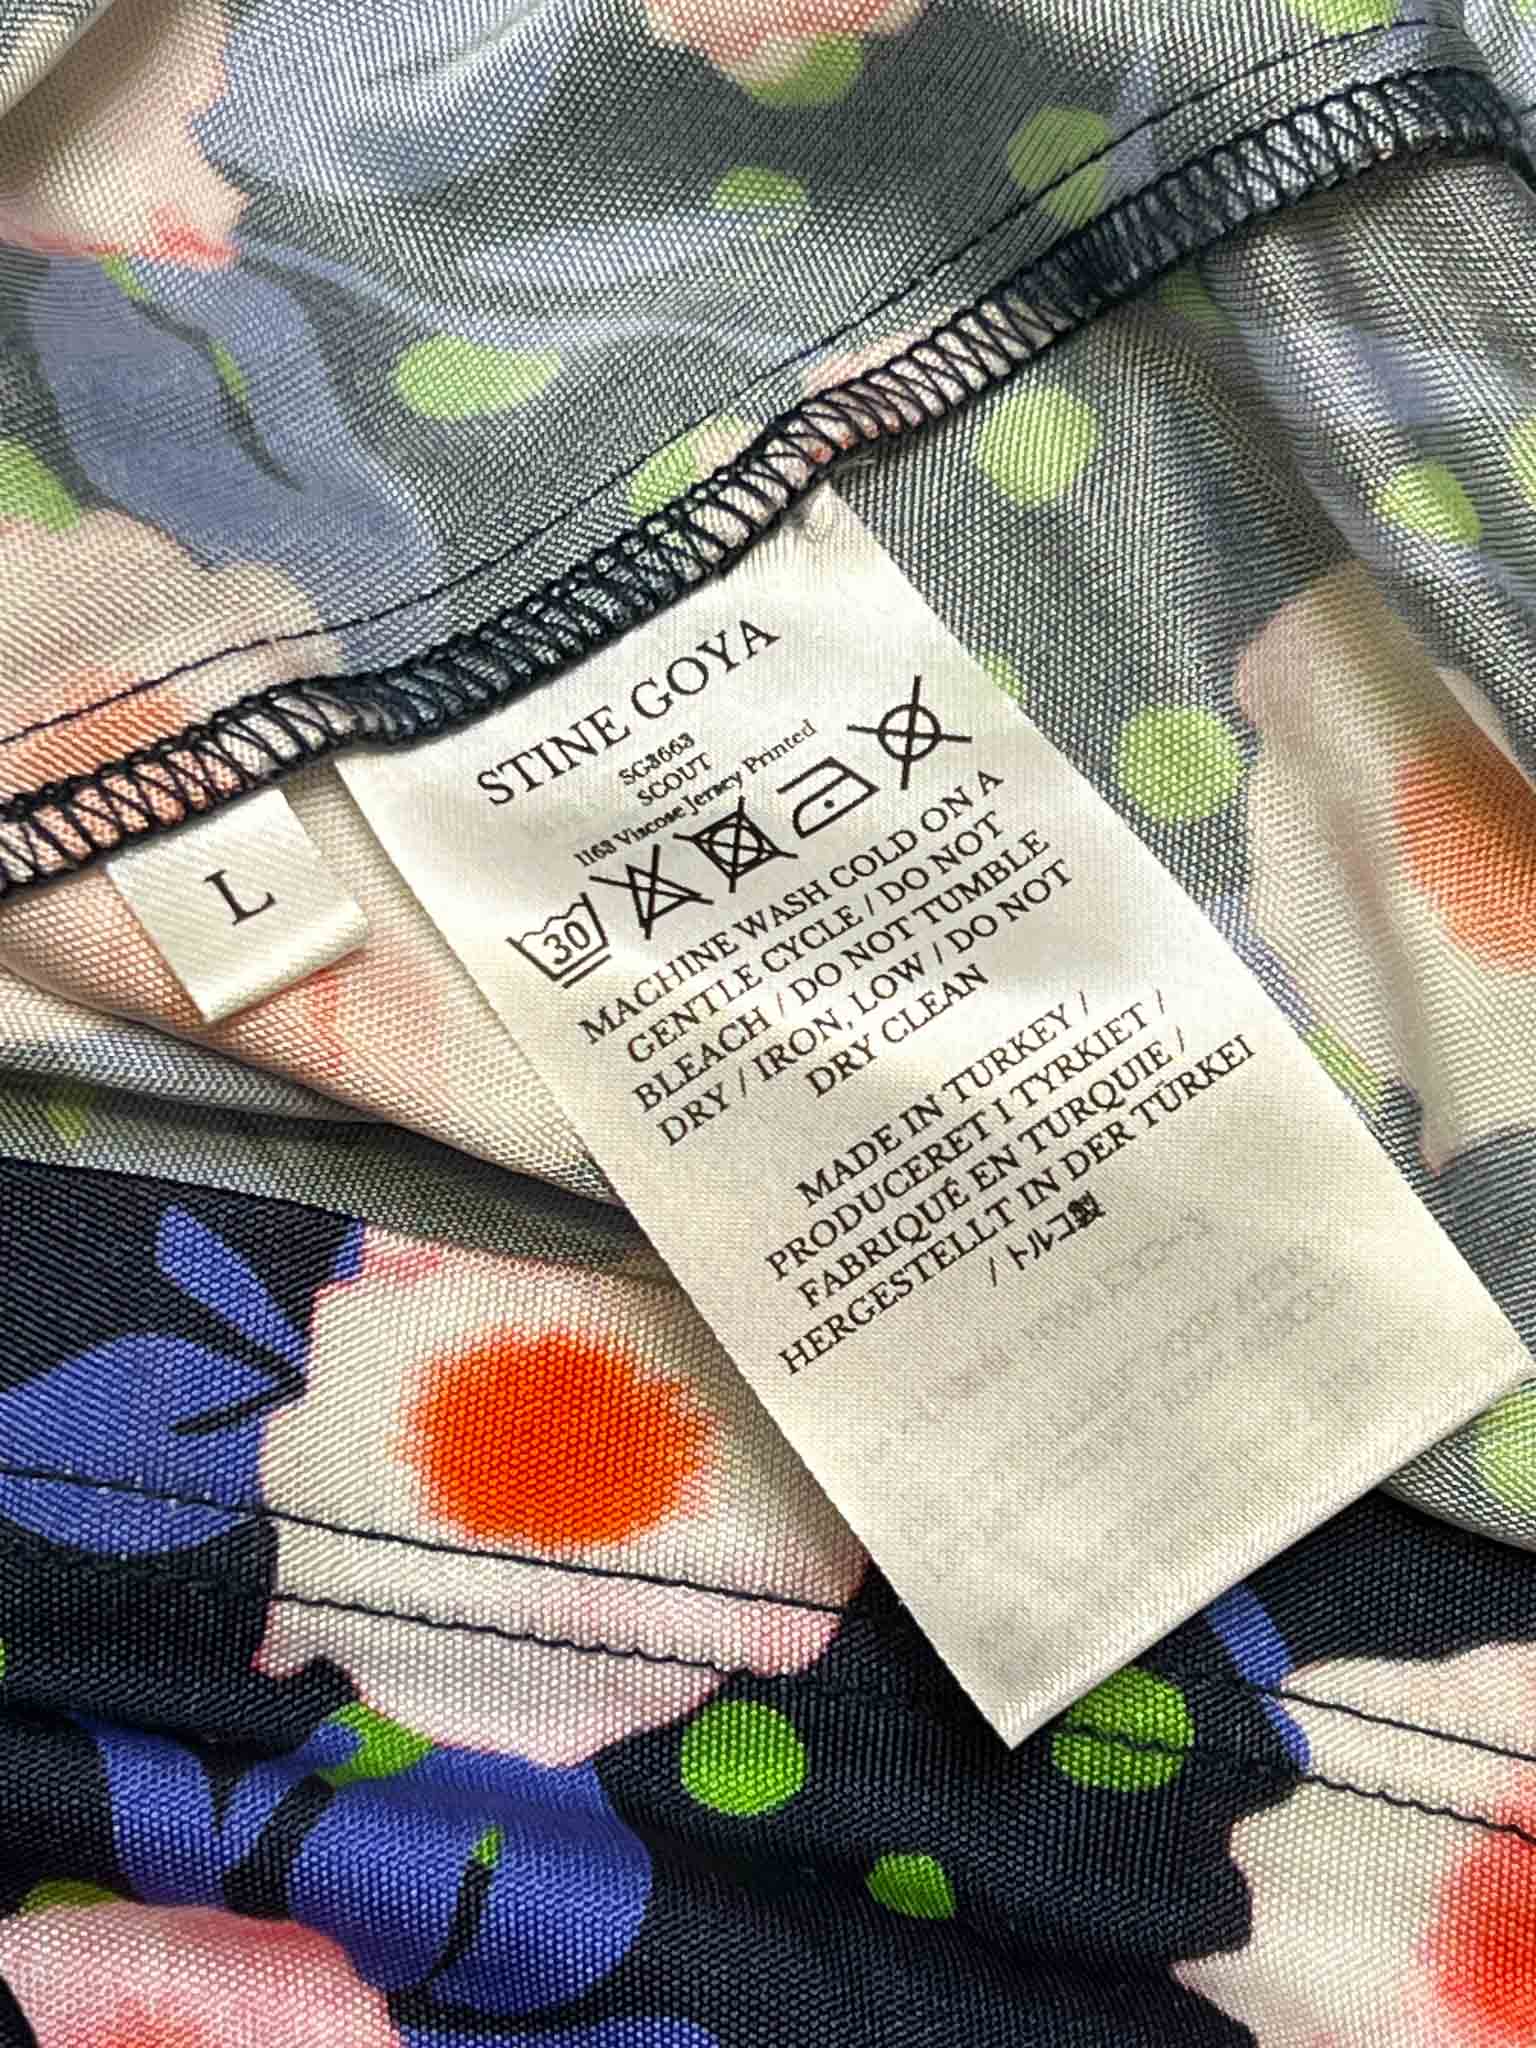 STINE GOYA
SG3663
SCOUT
1163 Viscose Jersey Printed
30
MACHINE WASH COLD ON A
GENTLE CYCLE / DO NOT
BLEACH / DO NOT TUMBLE
DRY / IRON, LOW / DO NOT
DRY CLEAN
MADE IN TURKEY /
PRODUCERET I TYRKIET /
FABRIQUÉ EN TURQUIE /
HERGESTELLT IN DER TÜRKEI
/ トルコ製
L